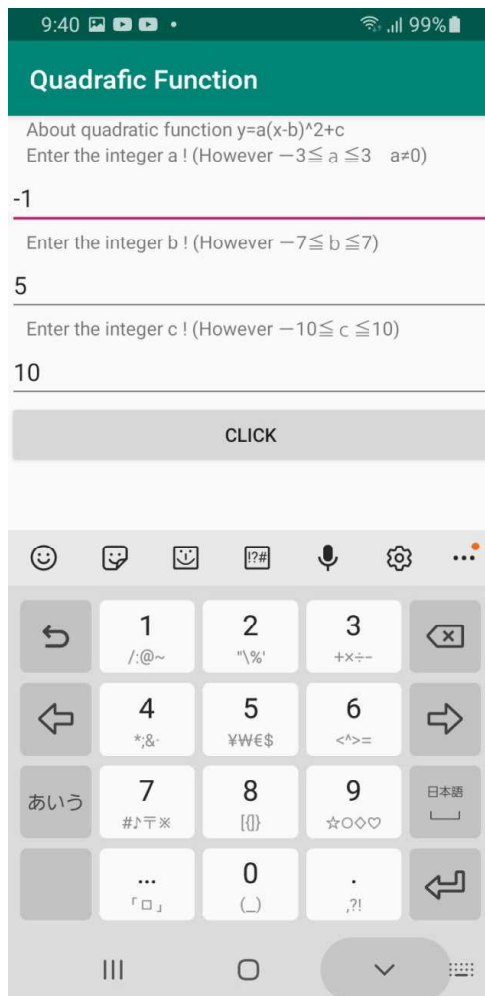 9:40 99%
Quadrafic Function
About quadratic function y=a(x-b)^2+c
Enter the integer a ! (However －3≦ a ≦3 a≠0)
-1
Enter the integer b ! (However －7≦ b ≦7)
5
Enter the integer c ! (However －10≦ c ≦10)
10
CLICK
!?#
1 2 3
/:@~ "\%' +×÷−
4 5 6
*;&· ¥₩€$ <^>=
あいう 7 8 9 日本語
#♪〒※ [{]} ☆○◇♡
... 0 .
「□」 (_) ,?!